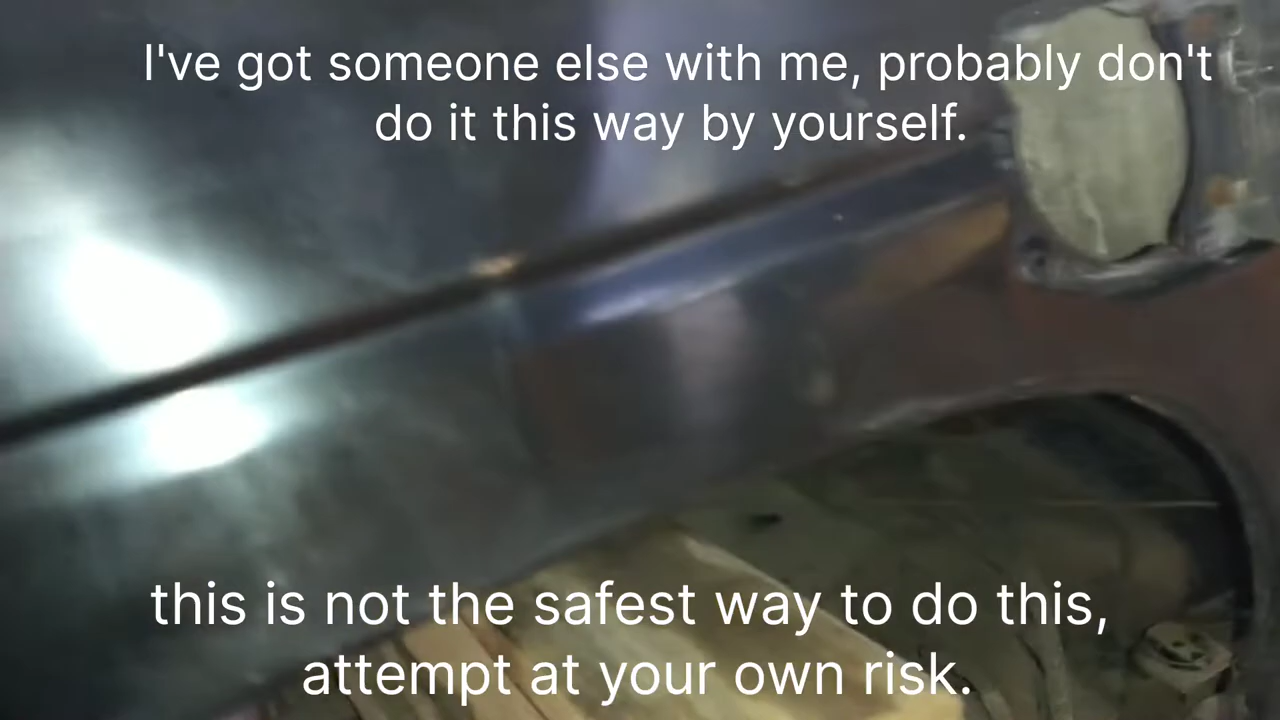 I've got someone else with me, probably don't
do it this way by yourself.
this is not the safest way to do this,
attempt at your own risk.